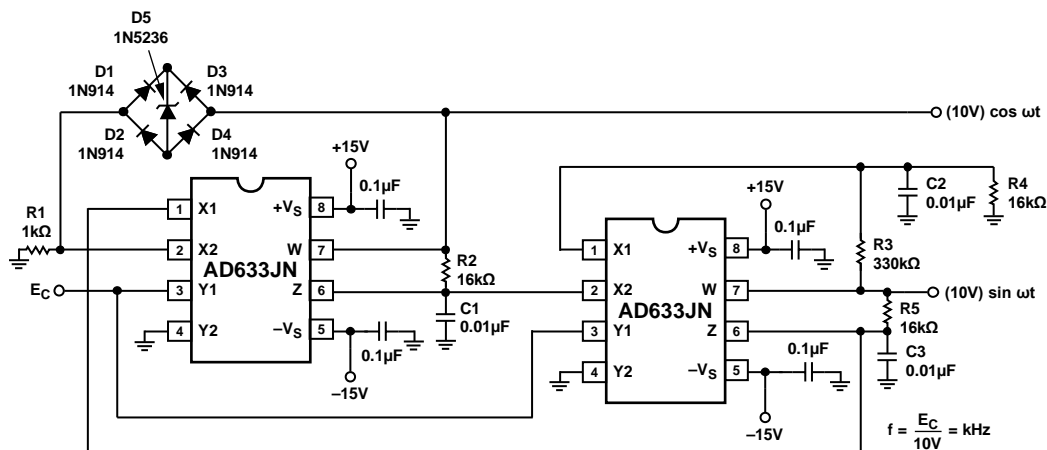 D5
1N5236
D1
1N914
D3
1N914
D2
1N914
D4
1N914
(10V) cos ωt
+15V
0.1µF
R1
1kΩ
1 X1
+VS 8
2 X2
W 7
AD633JN
EC
3 Y1
Z 6
4 Y2
–VS 5
R2
16kΩ
C1
0.01µF
0.1µF
–15V
+15V
0.1µF
C2
0.01µF
R4
16kΩ
R3
330kΩ
1 X1
+VS 8
2 X2
W 7
AD633JN
3 Y1
Z 6
4 Y2
–VS 5
(10V) sin ωt
R5
16kΩ
C3
0.01µF
0.1µF
–15V
f = EC/10V = kHz